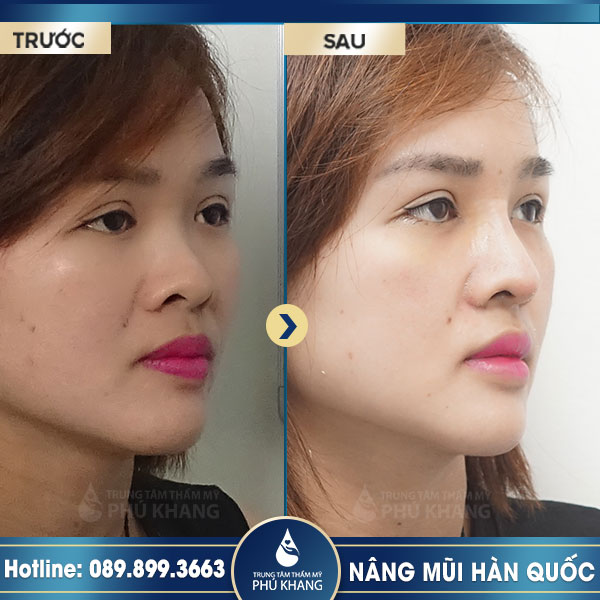 TRƯỚC
SAU
TRUNG TÂM THẨM MỸ
PHÚ KHANG
TRUNG TÂM THẨM MỸ
PHÚ KHANG
Hotline: 089.899.3663
TRUNG TÂM THẨM MỸ
PHÚ KHANG
NÂNG MŨI HÀN QUỐC